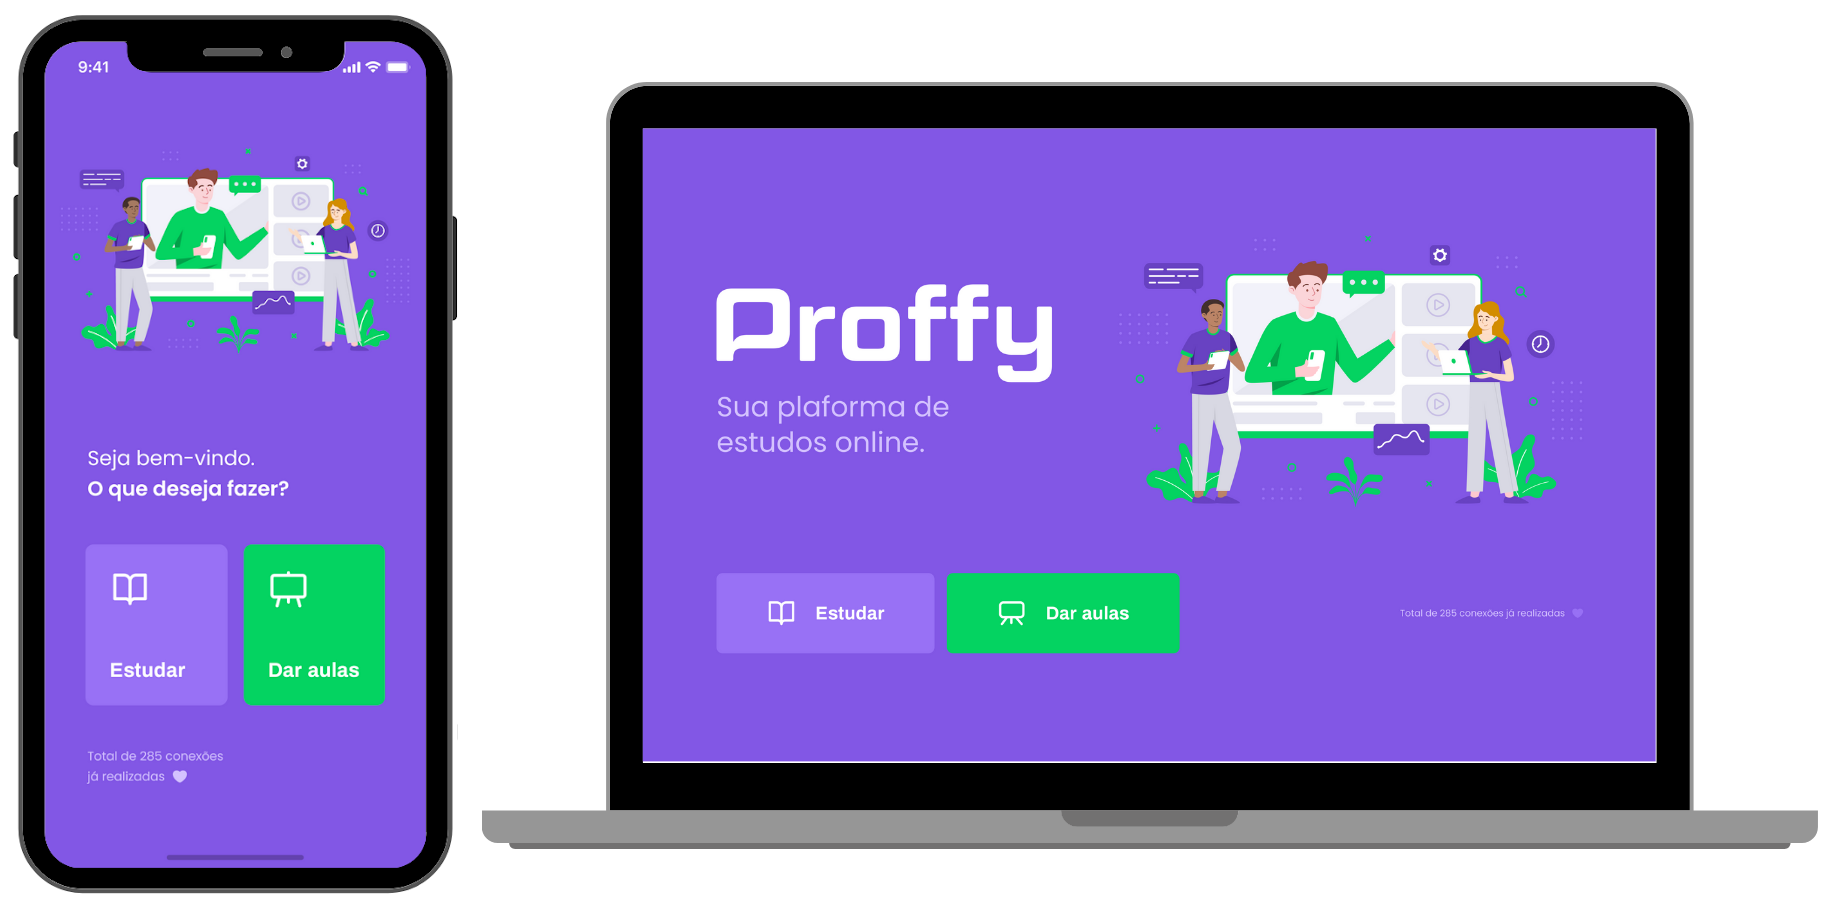 9:41
Seja bem-vindo.
O que deseja fazer?
Estudar
Dar aulas
Total de 285 conexões
já realizadas
Proffy
Sua plaforma de
estudos online.
Estudar
Dar aulas
Total de 285 conexões já realizadas